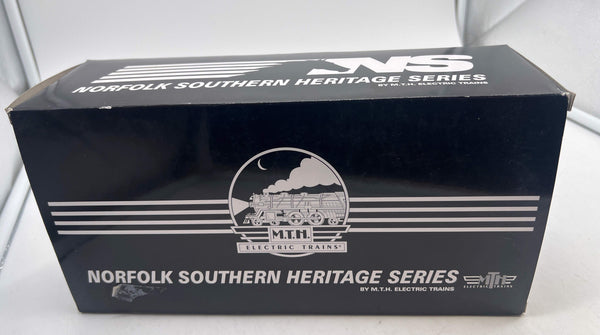 NS
NORFOLK SOUTHERN HERITAGE SERIES
BY M.T.H. ELECTRIC TRAINS
M.T.H.
ELECTRIC TRAINS
NORFOLK SOUTHERN HERITAGE SERIES
BY M.T.H. ELECTRIC TRAINS
MTH
ELECTRIC TRAINS